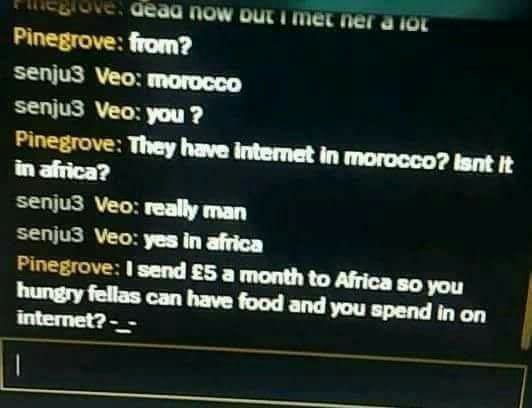 Pinegrove: dead now but i met her a lot
Pinegrove: from?
senju3 Veo: morocco
senju3 Veo: you ?
Pinegrove: They have internet in morocco? Isnt it
in africa?
senju3 Veo: really man
senju3 Veo: yes in africa
Pinegrove: I send £5 a month to Africa so you
hungry fellas can have food and you spend in on
internet? -_-